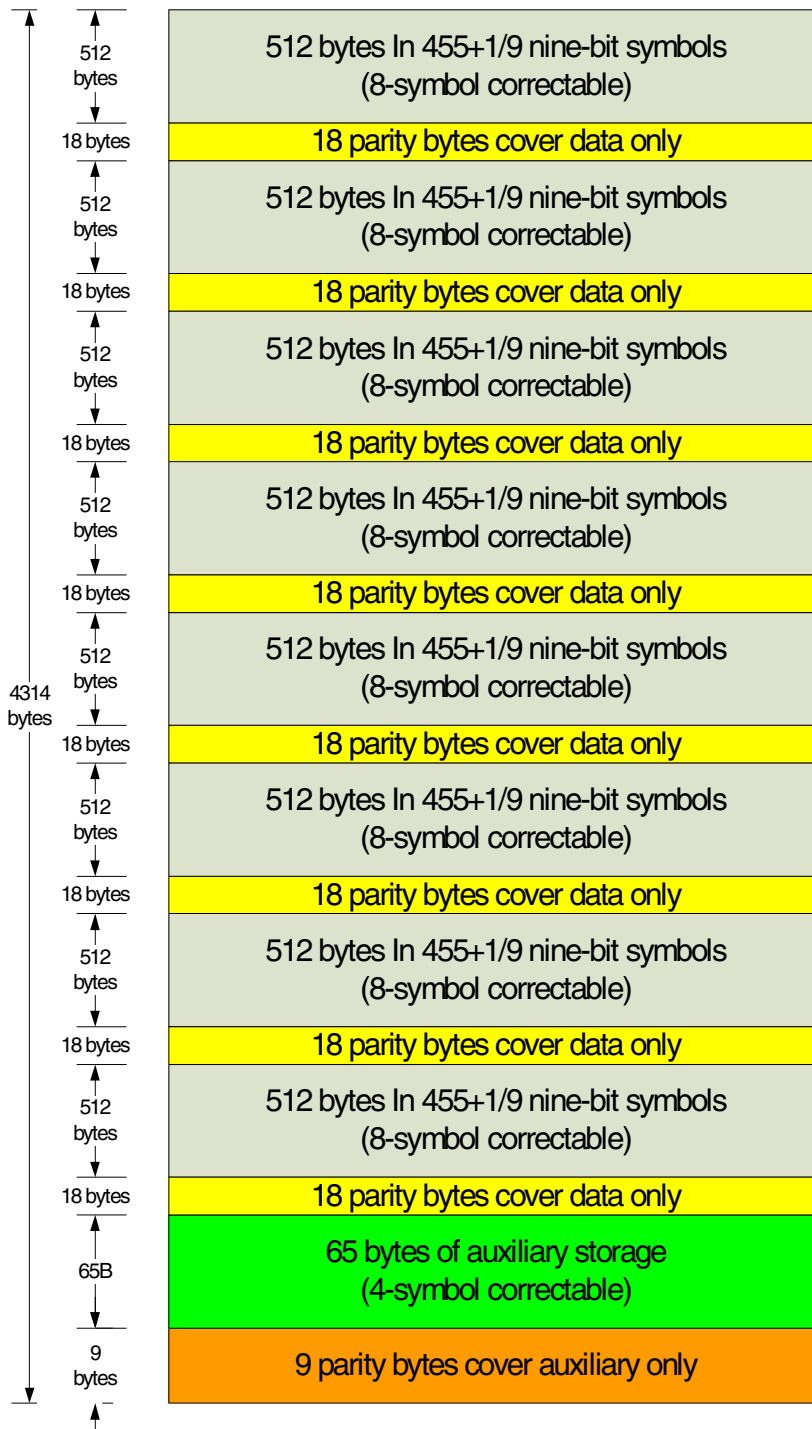 512
bytes
512 bytes In 455+1/9 nine-bit symbols
(8-symbol correctable)
18 bytes
18 parity bytes cover data only
512
bytes
512 bytes In 455+1/9 nine-bit symbols
(8-symbol correctable)
18 bytes
18 parity bytes cover data only
512
bytes
512 bytes In 455+1/9 nine-bit symbols
(8-symbol correctable)
18 bytes
18 parity bytes cover data only
512
bytes
512 bytes In 455+1/9 nine-bit symbols
(8-symbol correctable)
18 bytes
18 parity bytes cover data only
4314
bytes
512
bytes
512 bytes In 455+1/9 nine-bit symbols
(8-symbol correctable)
18 bytes
18 parity bytes cover data only
512
bytes
512 bytes In 455+1/9 nine-bit symbols
(8-symbol correctable)
18 bytes
18 parity bytes cover data only
512
bytes
512 bytes In 455+1/9 nine-bit symbols
(8-symbol correctable)
18 bytes
18 parity bytes cover data only
512
bytes
512 bytes In 455+1/9 nine-bit symbols
(8-symbol correctable)
18 bytes
18 parity bytes cover data only
65B
65 bytes of auxiliary storage
(4-symbol correctable)
9
bytes
9 parity bytes cover auxiliary only